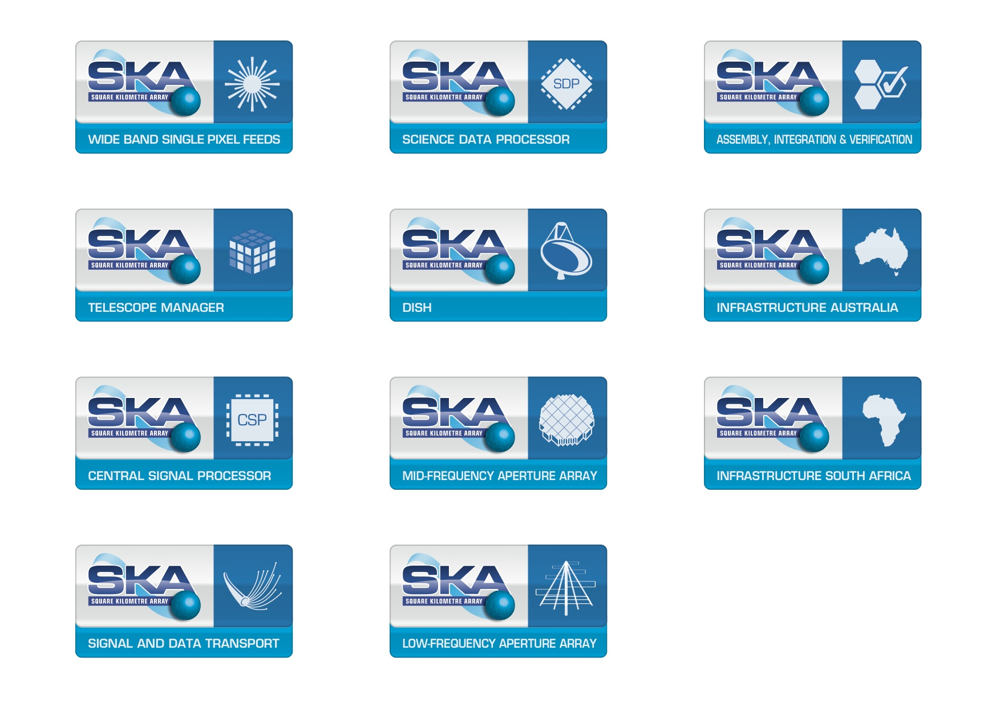 SKA
SQUARE KILOMETRE ARRAY
WIDE BAND SINGLE PIXEL FEEDS
SKA
SQUARE KILOMETRE ARRAY
SDP
SCIENCE DATA PROCESSOR
SKA
SQUARE KILOMETRE ARRAY
ASSEMBLY, INTEGRATION & VERIFICATION
SKA
SQUARE KILOMETRE ARRAY
TELESCOPE MANAGER
SKA
SQUARE KILOMETRE ARRAY
DISH
SKA
SQUARE KILOMETRE ARRAY
INFRASTRUCTURE AUSTRALIA
SKA
SQUARE KILOMETRE ARRAY
CSP
CENTRAL SIGNAL PROCESSOR
SKA
SQUARE KILOMETRE ARRAY
MID-FREQUENCY APERTURE ARRAY
SKA
SQUARE KILOMETRE ARRAY
INFRASTRUCTURE SOUTH AFRICA
SKA
SQUARE KILOMETRE ARRAY
SIGNAL AND DATA TRANSPORT
SKA
SQUARE KILOMETRE ARRAY
LOW-FREQUENCY APERTURE ARRAY